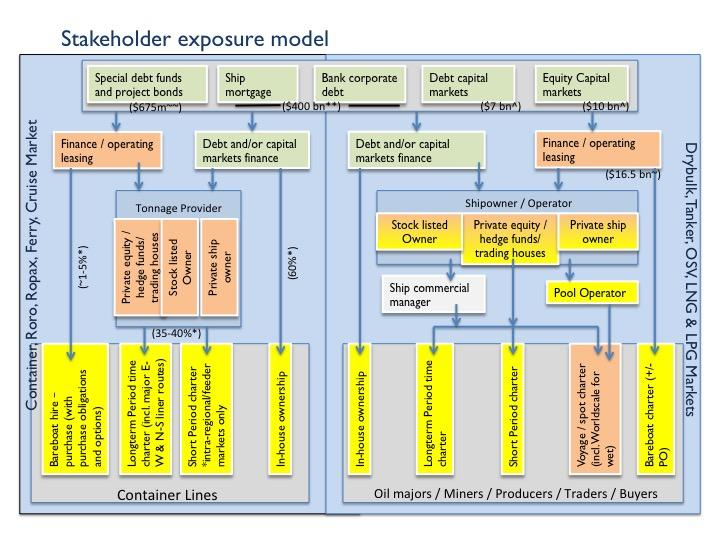 Stakeholder exposure model
Special debt funds
and project bonds
Ship
mortgage
Bank corporate
debt
Debt capital
markets
Equity Capital
markets
($675m~~)
($400 bn**)
($7 bn^)
($10 bn^)
Finance / operating
leasing
Debt and/or capital
markets finance
Debt and/or capital
markets finance
Finance / operating
leasing
($16.5 bn~)
Container, Roro, Ropax, Ferry, Cruise Market
Drybulk, Tanker, OSV, LNG & LPG Markets
Tonnage Provider
Private equity /
hedge funds/
trading houses
Stock listed
Owner
Private ship
owner
(~1-5%*)
(60%*)
(35-40%*)
Shipowner / Operator
Stock listed
Owner
Private equity /
hedge funds/
trading houses
Private ship
owner
Ship commercial
manager
Pool Operator
Bareboat hire –
purchase (with
purchase obligations
and options)
Longterm Period time
charter (incl. major E-
W & N-S liner routes)
Short Period charter
*intra-regional/feeder
markets only
In-house ownership
In-house ownership
Longterm Period time
charter
Short Period charter
Voyage / spot charter
(incl. Worldscale for
wet)
Bareboat charter (+/-
PO)
Container Lines
Oil majors / Miners / Producers / Traders / Buyers